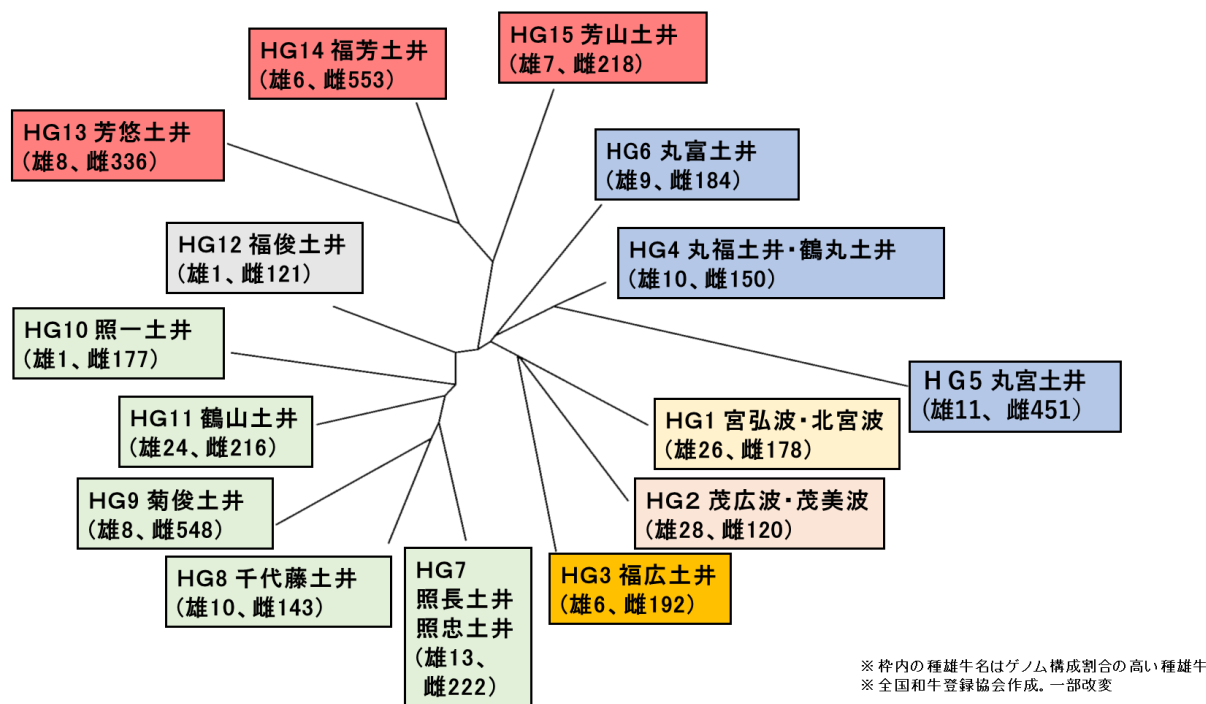 HG15 芳山土井
(雄7、雌218)
HG14 福芳土井
(雄6、雌553)
HG13 芳悠土井
(雄8、雌336)
HG6 丸富土井
(雄9、雌184)
HG12 福俊土井
(雄1、雌121)
HG4 丸福土井・鶴丸土井
(雄10、雌150)
HG10 照一土井
(雄1、雌177)
ＨG5 丸宮土井
(雄11、雌451)
HG11 鶴山土井
(雄24、雌216)
HG1 宮弘波・北宮波
(雄26、雌178)
HG9 菊俊土井
(雄8、雌548)
HG2 茂広波・茂美波
(雄28、雌120)
HG8 千代藤土井
(雄10、雌143)
HG7
照長土井
照忠土井
(雄13、
雌222)
HG3 福広土井
(雄6、雌192)
※枠内の種雄牛名はゲノム構成割合の高い種雄牛
※全国和牛登録協会作成。一部改変